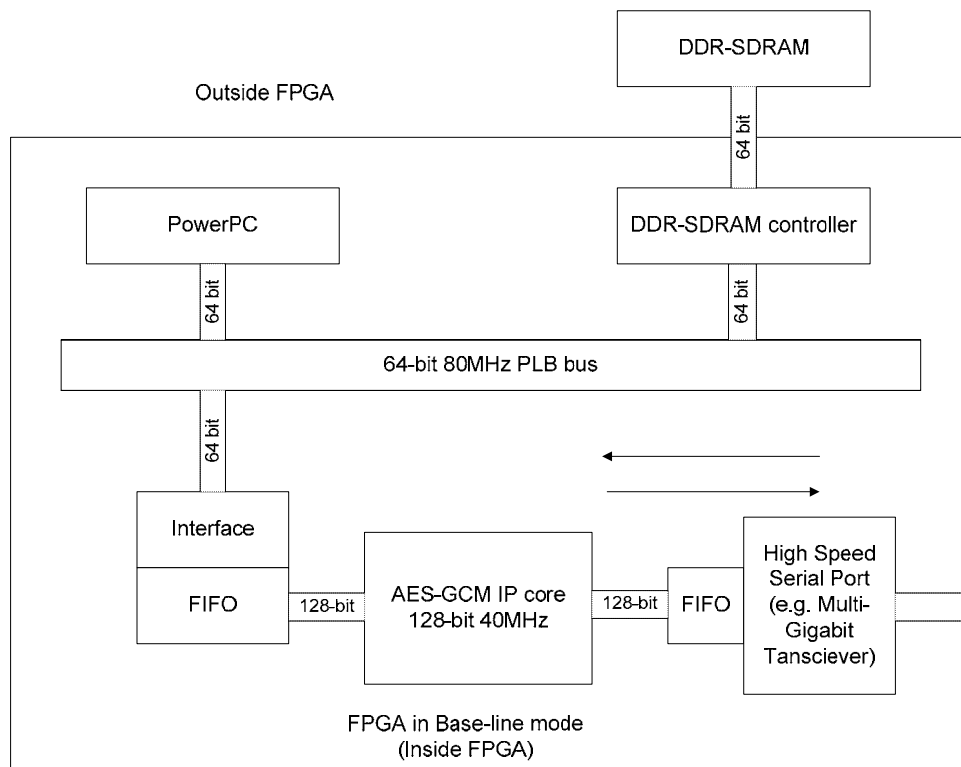 DDR-SDRAM
Outside FPGA
64 bit
PowerPC
DDR-SDRAM controller
64 bit
64 bit
64-bit 80MHz PLB bus
64 bit
Interface
FIFO
128-bit
AES-GCM IP core
128-bit 40MHz
128-bit
FIFO
High Speed
Serial Port
(e.g. Multi-
Gigabit
Tansciever)
FPGA in Base-line mode
(Inside FPGA)